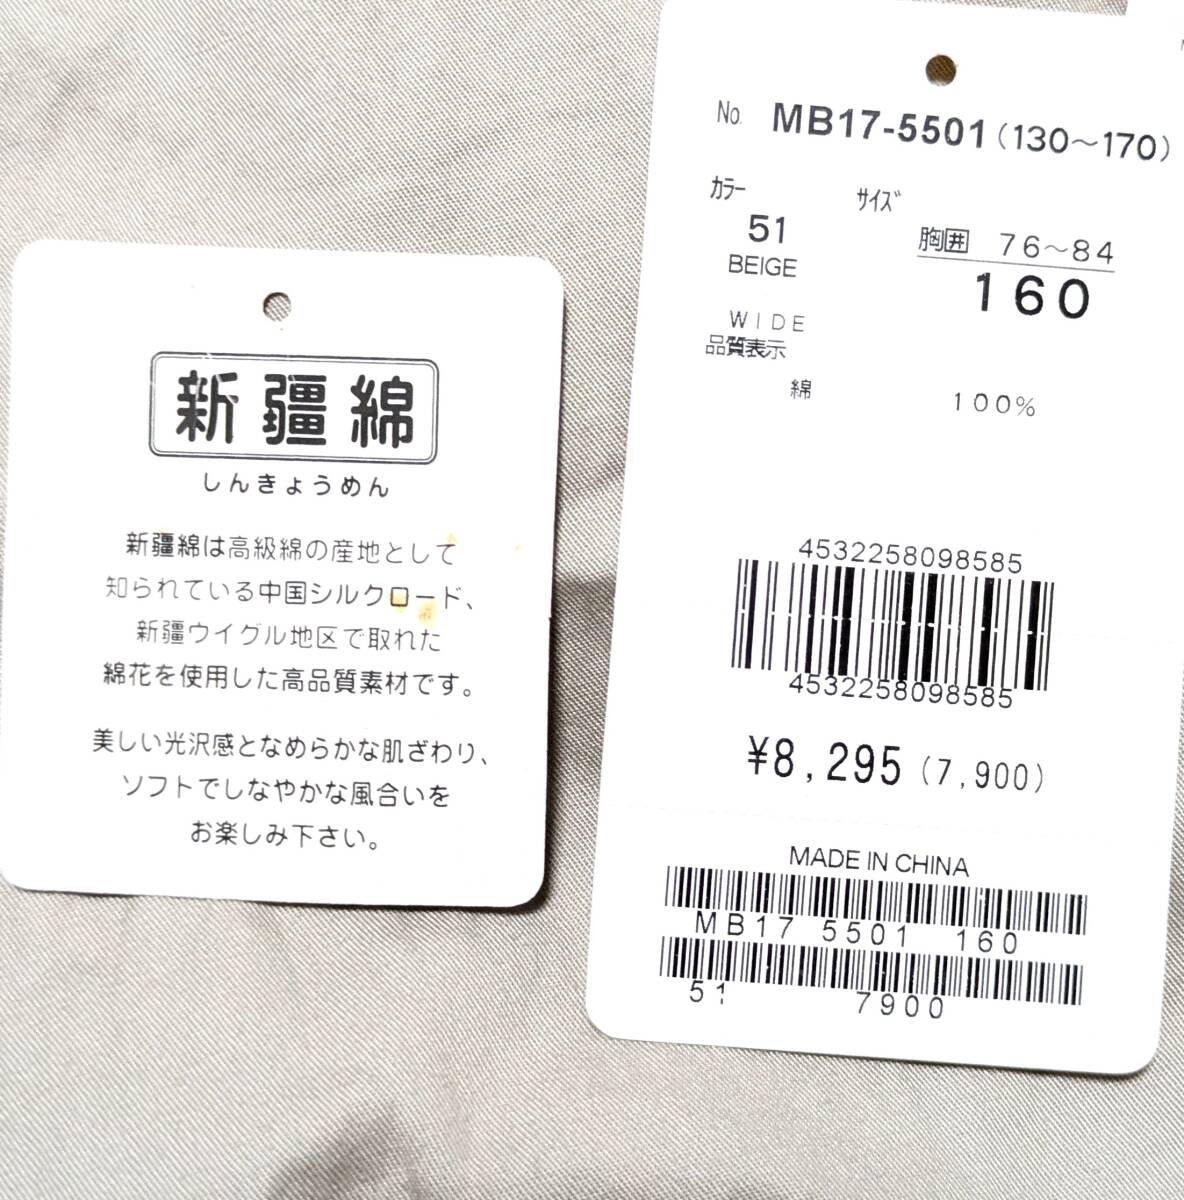 新疆綿
しんきょうめん
新疆綿は高級綿の産地として
知られている中国シルクロード、
新疆ウイグル地区で取れた
綿花を使用した高品質素材です。
美しい光沢感となめらかな肌ざわり、
ソフトでしなやかな風合いを
お楽しみ下さい。
No. MB17-5501(130～170)
カラー サイズ
51 胸囲 76～84
BEIGE 160
WIDE
品質表示
綿 100%
4532258098585
4532258098585
¥8,295(7,900)
MADE IN CHINA
MB17 5501 160
51 7900